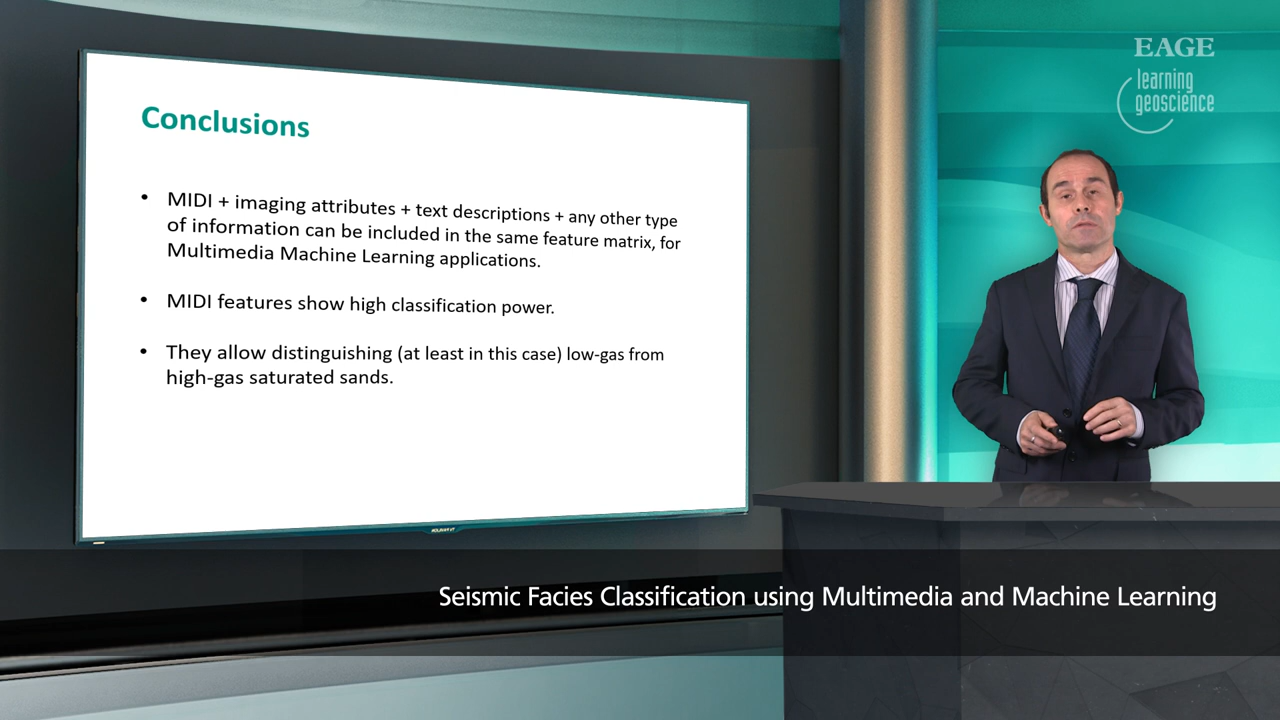 EAGE
learning
geoscience
Conclusions
• MIDI + imaging attributes + text descriptions + any other type
of information can be included in the same feature matrix, for
Multimedia Machine Learning applications.
• MIDI features show high classification power.
• They allow distinguishing (at least in this case) low-gas from
high-gas saturated sands.
Seismic Facies Classification using Multimedia and Machine Learning